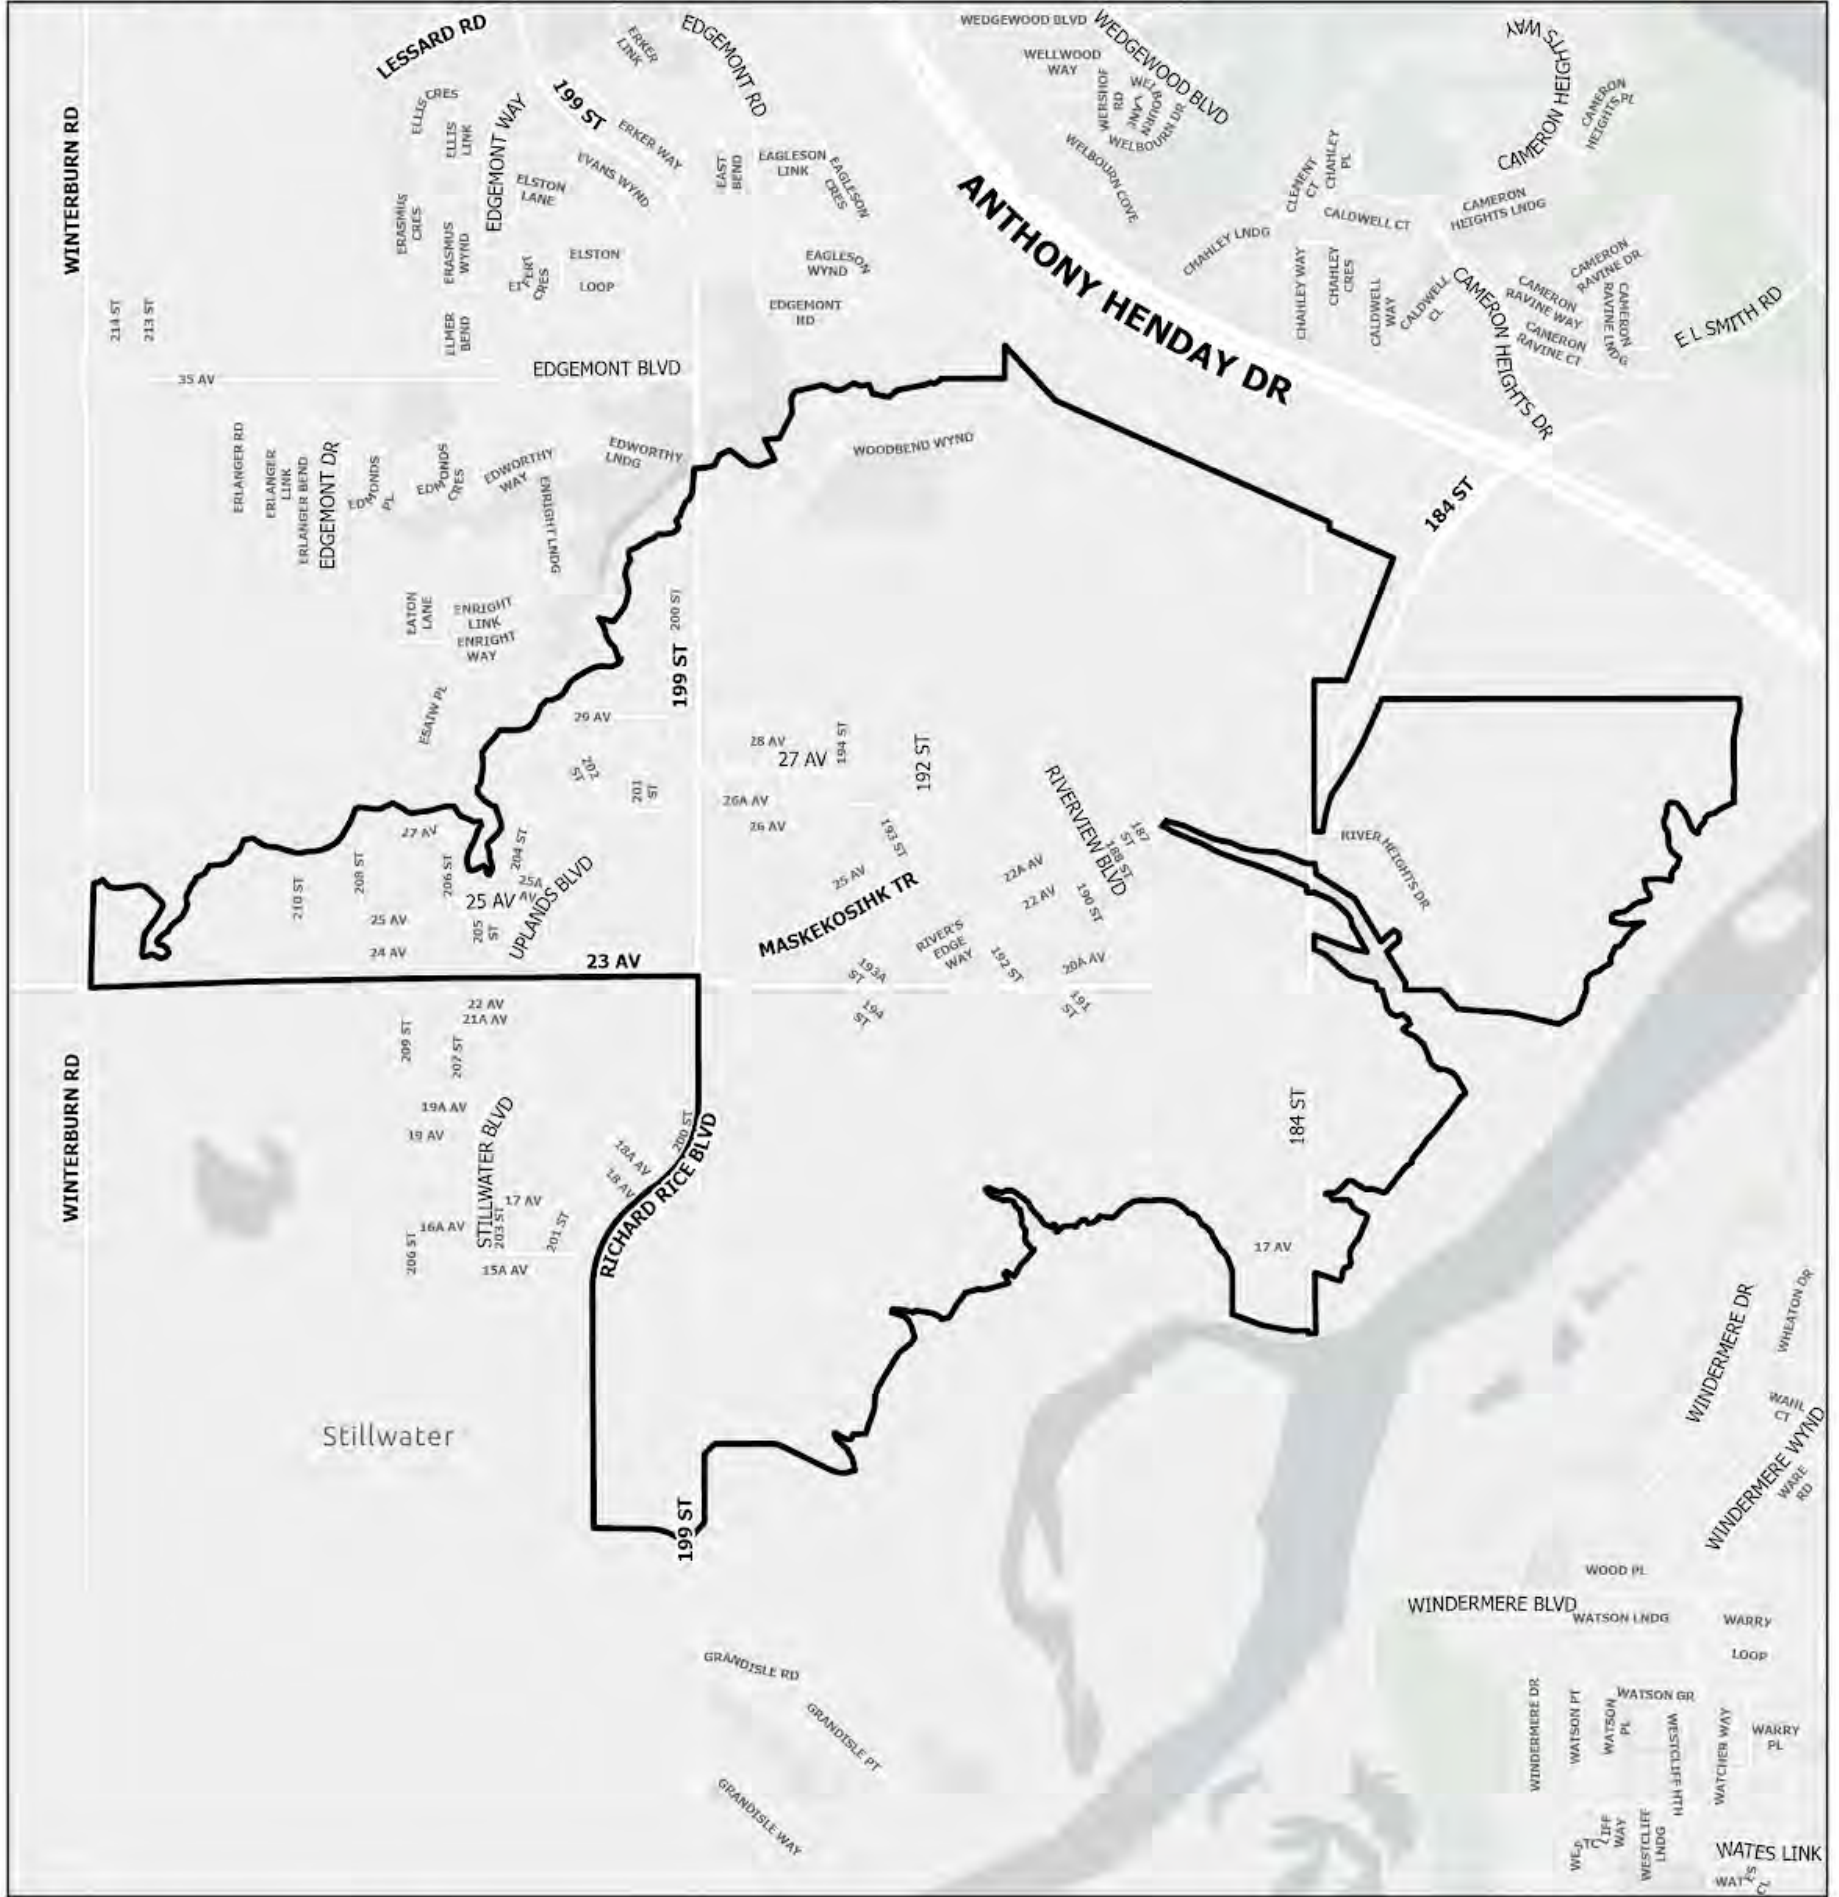 LESSARD RD
ERKER
LINK
EDGEMONT RD
WEDGEWOOD BLVD
WEDGEWOOD BLVD
WELLWOOD
WAY
CAMERON HEIGHTS WAY
WINTERBURN RD
ELLIS CRES
ELLIS
LINK
EDGEMONT WAY
199 ST
ERKER WAY
EVANS WYND
WERSHOF
RD
WELBOURN
LANE
WELBOURN DR
WELBOURN COVE
CAMERON
HEIGHTS PL
EAST
BEND
EAGLESON
LINK
EAGLESON
CRES
ELSTON
LANE
ERASMUS
CRES
ERASMUS
WYND
CLEMENT
CT
CHAHLEY
PL
CALDWELL CT
CAMERON
HEIGHTS LNDG
ANTHONY HENDAY DR
CHAHLEY LNDG
ELSTON
LOOP
CRES
EAGLESON
WYND
EDGEMONT
RD
CHAHLEY WAY
CHAHLEY
CRES
CALDWELL
WAY
CALDWELL
CL
CAMERON
RAVINE DR
CAMERON
RAVINE WAY
CAMERON
RAVINE LNDG
CAMERON
RAVINE CT
CAMERON HEIGHTS DR
E L SMITH RD
214 ST
213 ST
ELMER
BEND
35 AV
EDGEMONT BLVD
ERLANGER RD
ERLANGER
LINK
ERLANGER BEND
EDGEMONT DR
EDMONDS
PL
EDMONDS
CRES
EDWORTHY
WAY
EDWORTHY
LNDG
ENRIGHT LNDG
WOODBEND WYND
184 ST
EATON
LANE
ENRIGHT
LINK
ENRIGHT
WAY
200 ST
199 ST
ESAIW PL
29 AV
28 AV
27 AV
194 ST
192 ST
202
ST
201
ST
26A AV
26 AV
RIVERVIEW BLVD
187
ST
188 ST
193 ST
RIVER HEIGHTS DR
27 AV
210 ST
208 ST
206 ST
204 ST
25A
AV
25 AV
UPLANDS BLVD
25 AV
205
ST
24 AV
23 AV
25 AV
MASKEKOSIHK TR
22A AV
22 AV
190 ST
RIVER'S
EDGE
WAY
192 ST
20A AV
193A
ST
194
ST
191
ST
22 AV
21A AV
209 ST
207 ST
WINTERBURN RD
19A AV
19 AV
STILLWATER BLVD
200 ST
RICHARD RICE BLVD
18A AV
18 AV
17 AV
16A AV
203 ST
201 ST
206 ST
15A AV
184 ST
17 AV
WINDERMERE DR
WHEATON DR
WAHL
CT
WINDERMERE WYND
WARE
RD
Stillwater
199 ST
WOOD PL
WINDERMERE BLVD
WATSON LNDG
WARRY
LOOP
GRANDISLE RD
GRANDISLE PT
GRANDISLE WAY
WINDERMERE DR
WATSON PT
WATSON
PL
WATSON GR
WESTCLIFF HTH
WATCHER WAY
WARRY
PL
WESTCLIFF
WAY
WESTCLIFF
LNDG
WATES LINK